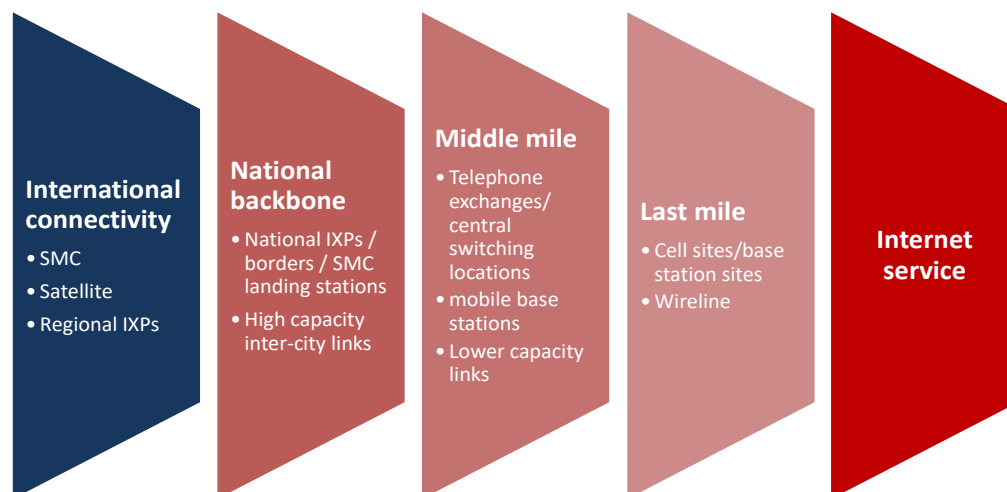 International
connectivity
• SMC
• Satellite
• Regional IXPs
National
backbone
• National IXPs /
borders / SMC
landing stations
• High capacity
inter-city links
Middle mile
• Telephone
exchanges/
central
switching
locations
• mobile base
stations
• Lower capacity
links
Last mile
• Cell sites/base
station sites
• Wireline
Internet
service